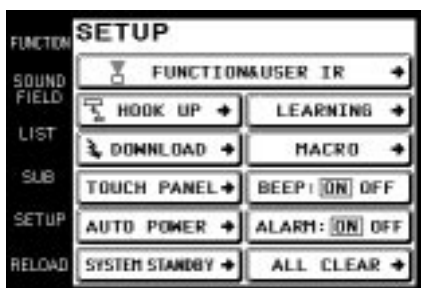 FUNCTION
SOUND
FIELD
LIST
SUB
SETUP
RELOAD
SETUP
FUNCTION&USER IR
HOOK UP
LEARNING
DOWNLOAD
MACRO
TOUCH PANEL
BEEP: ON OFF
AUTO POWER
ALARM: ON OFF
SYSTEM STANDBY
ALL CLEAR